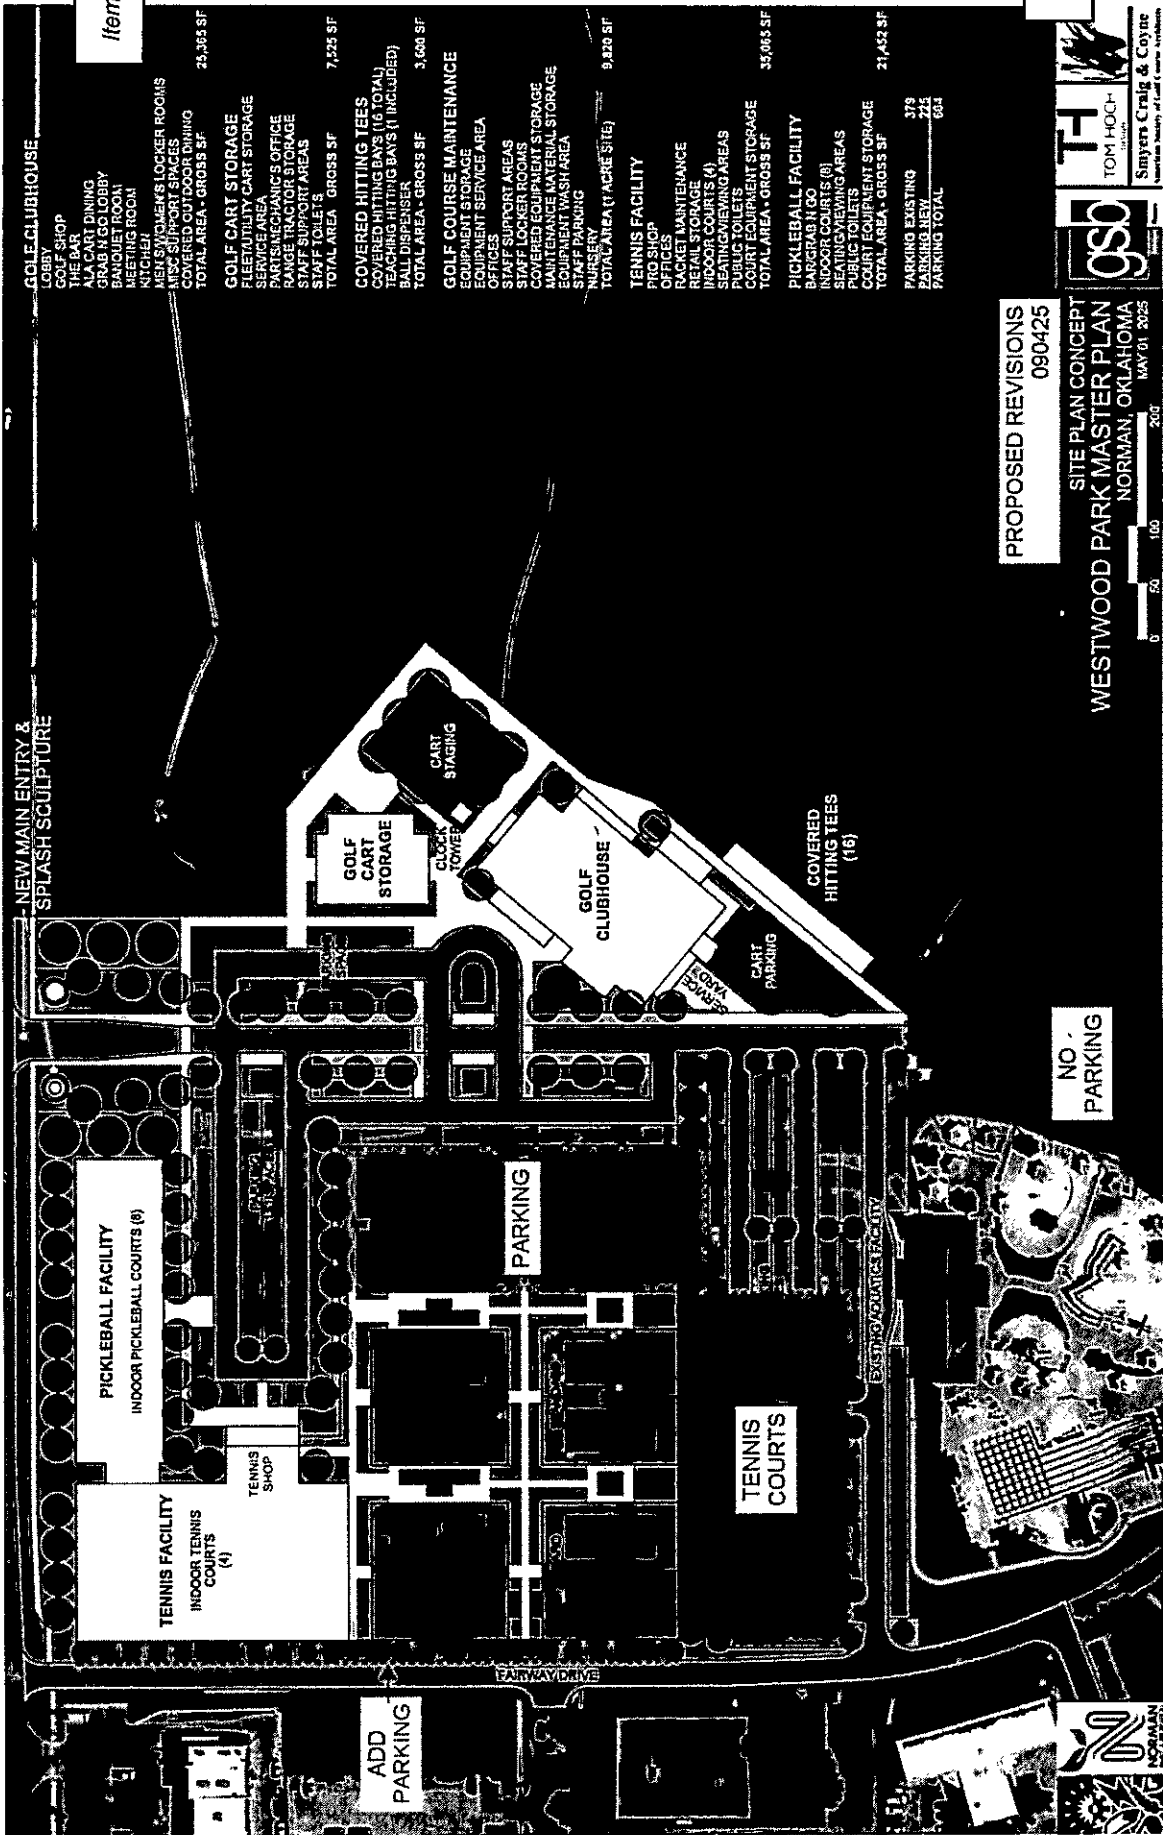 Item
GOLF CLUBHOUSE
LOBBY
GOLF SHOP
THE BAR
A'LA CART DINING
GRAB N GO LOBBY
BANQUET ROOM
MEETING ROOM
KITCHEN
MEN'S/WOMEN'S LOCKER ROOMS
MISC SUPPORT SPACES
COVERED OUTDOOR DINING
TOTAL AREA - GROSS SF 25,365 SF
GOLF CART STORAGE
FLEET/UTILITY CART STORAGE
SERVICE AREA
PARTS/MECHANIC'S OFFICE
RANGE TRACTOR STORAGE
STAFF SUPPORT AREAS
STAFF TOILETS
TOTAL AREA - GROSS SF 7,525 SF
COVERED HITTING TEES
COVERED HITTING BAYS (16 TOTAL)
TEACHING HITTING BAYS (1 INCLUDED)
BALL DISPENSER
TOTAL AREA - GROSS SF 3,600 SF
GOLF COURSE MAINTENANCE
EQUIPMENT STORAGE
EQUIPMENT SERVICE AREA
OFFICES
STAFF SUPPORT AREAS
STAFF LOCKER ROOMS
COVERED EQUIPMENT STORAGE
MAINTENANCE MATERIAL STORAGE
EQUIPMENT WASH AREA
STAFF PARKING
NURSERY
TOTAL AREA (1 ACRE SITE) 9,820 SF
TENNIS FACILITY
PRO SHOP
OFFICES
RACKET MAINTENANCE
RETAIL STORAGE
INDOOR COURTS (4)
SEATING/VIEWING AREAS
PUBLIC TOILETS
COURT EQUIPMENT STORAGE
TOTAL AREA - GROSS SF 35,065 SF
PICKLEBALL FACILITY
BAR/GRAB N GO
INDOOR COURTS (8)
SEATING/VIEWING AREAS
PUBLIC TOILETS
COURT EQUIPMENT STORAGE
TOTAL AREA - GROSS SF 21,452 SF
PARKING EXISTING 379
PARKING NEW 225
PARKING TOTAL 604
NEW MAIN ENTRY &
SPLASH SCULPTURE
GOLF
CART
STORAGE
CART
STAGING
CLOCK
TOWER
GOLF
CLUBHOUSE
COVERED
HITTING TEES
(16)
CART
PARKING
SERVICE
YARD
PICKLEBALL FACILITY
INDOOR PICKLEBALL COURTS (8)
TENNIS FACILITY
INDOOR TENNIS
COURTS
(4)
TENNIS
SHOP
PARKING
TENNIS
COURTS
EXISTING AQUATICS FACILITY
NO
PARKING
FAIRWAY DRIVE
ADD
PARKING
PROPOSED REVISIONS
090425
SITE PLAN CONCEPT
WESTWOOD PARK MASTER PLAN
NORMAN, OKLAHOMA
MAY 01 2025
0 50 100 200'
gsb
TH
TOM HOCH
Smyers Craig & Coyne
NORMAN